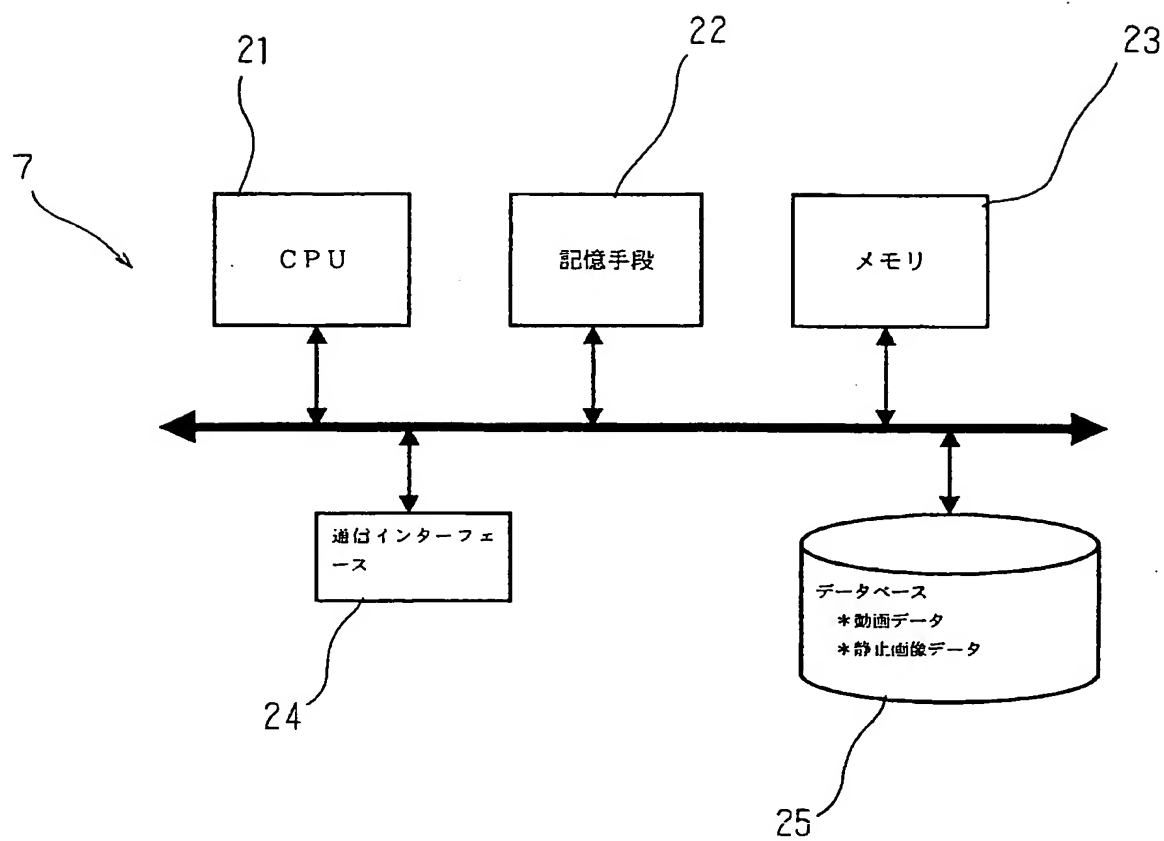 21
22
23
7
CPU
記憶手段
メモリ
通信インターフェ
ース
データベース
*動画データ
*静止画像データ
24
25